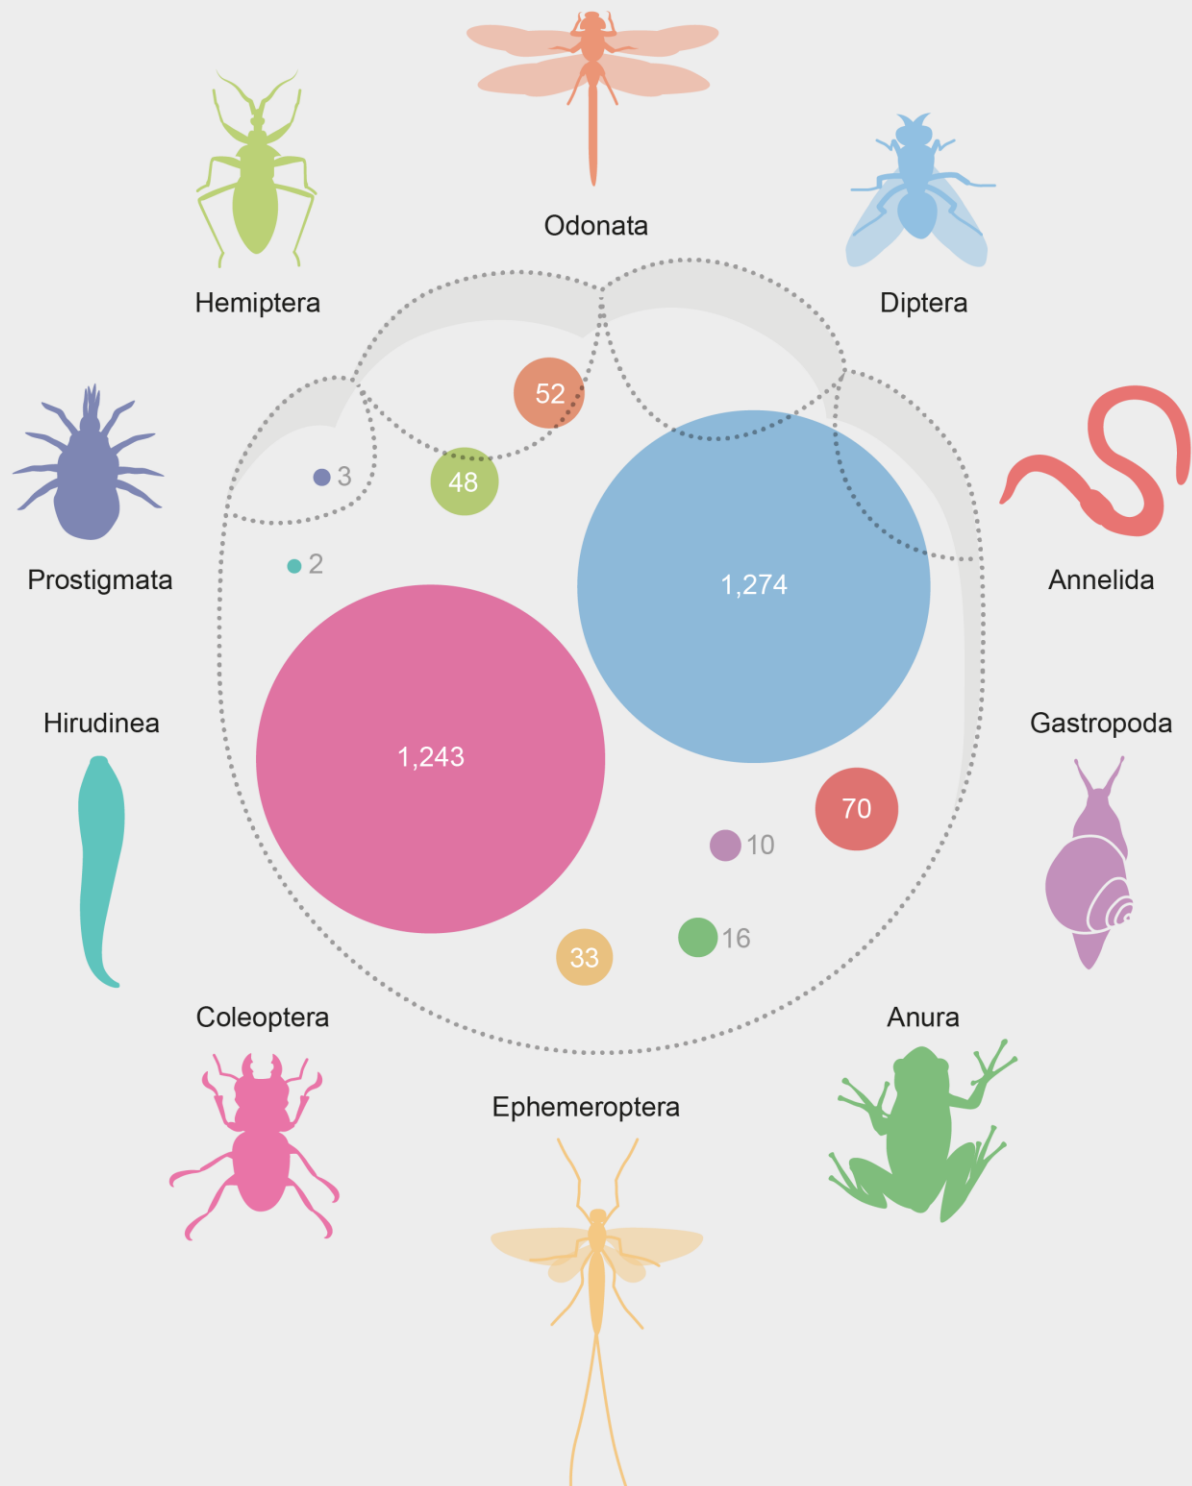 Odonata
Hemiptera
Diptera
52
3
48
Prostigmata
2
1,274
Annelida
Hirudinea
Gastropoda
1,243
70
10
16
33
Coleoptera
Anura
Ephemeroptera